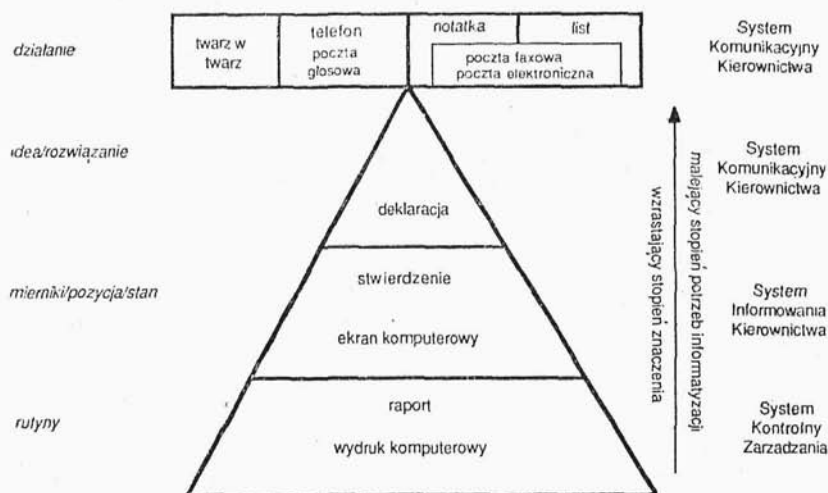 działanie
twarz w
twarz
telefon
poczta
głosowa
notatka
list
poczta faxowa
poczta elektroniczna
System
Komunikacyjny
Kierownictwa
idea/rozwiązanie
deklaracja
System
Komunikacyjny
Kierownictwa
malejący stopień potrzeb informatyzacji
wzrastający stopień znaczenia
mierniki/pozycja/stan
stwierdzenie
ekran komputerowy
System
Informowania
Kierownictwa
rutyny
raport
wydruk komputerowy
System
Kontrolny
Zarzadzania